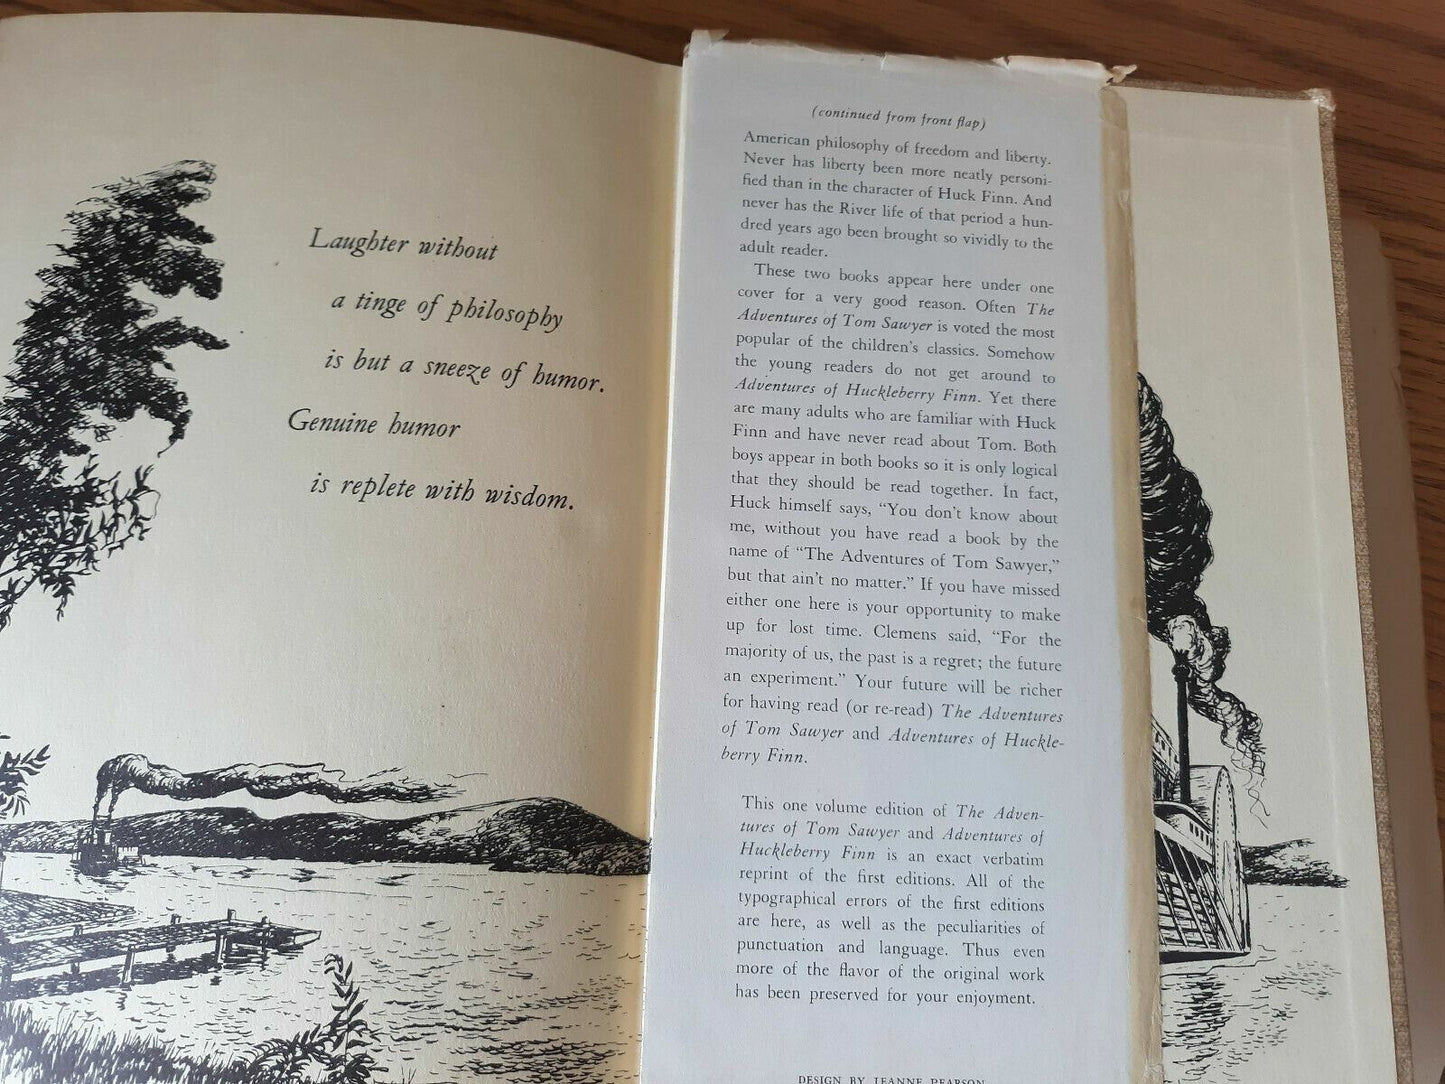 Laughter without
a tinge of philosophy
is but a sneeze of humor.
Genuine humor
is replete with wisdom.
(continued from front flap)
American philosophy of freedom and liberty.
Never has liberty been more neatly personi-
fied than in the character of Huck Finn. And
never has the River life of that period a hun-
dred years ago been brought so vividly to the
adult reader.
These two books appear here under one
cover for a very good reason. Often The
Adventures of Tom Sawyer is voted the most
popular of the children's classics. Somehow
the young readers do not get around to
Adventures of Huckleberry Finn. Yet there
are many adults who are familiar with Huck
Finn and have never read about Tom. Both
boys appear in both books so it is only logical
that they should be read together. In fact,
Huck himself says, “You don't know about
me, without you have read a book by the
name of “The Adventures of Tom Sawyer,”
but that ain't no matter.” If you have missed
either one here is your opportunity to make
up for lost time. Clemens said, “For the
majority of us, the past is a regret; the future
an experiment.” Your future will be richer
for having read (or re-read) The Adventures
of Tom Sawyer and Adventures of Huckle-
berry Finn.
This one volume edition of The Adven-
tures of Tom Sawyer and Adventures of
Huckleberry Finn is an exact verbatim
reprint of the first editions. All of the
typographical errors of the first editions
are here, as well as the peculiarities of
punctuation and language. Thus even
more of the flavor of the original work
has been preserved for your enjoyment.
DESIGN BY JEANNE PEARSON